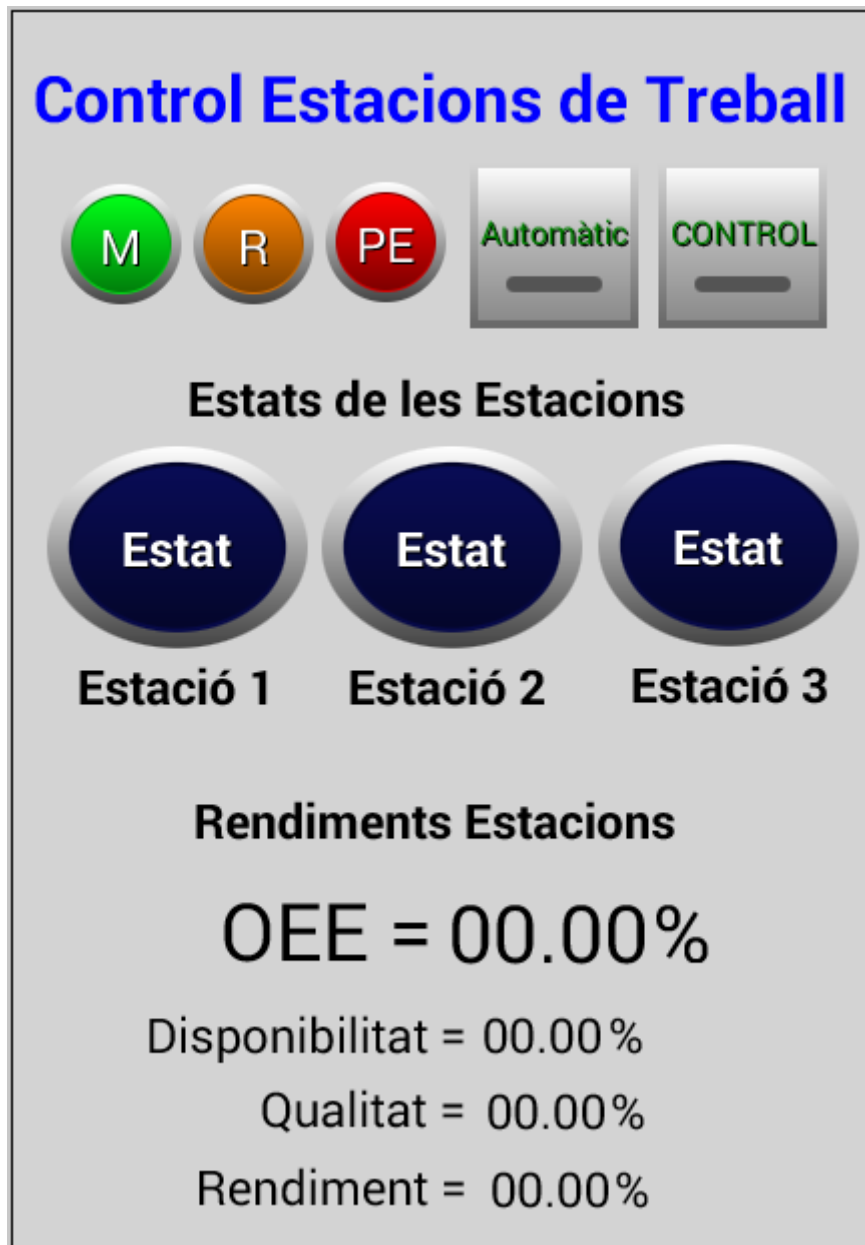 Control Estacions de Treball
M R PE Automàtic CONTROL
Estats de les Estacions
Estat Estat Estat
Estació 1 Estació 2 Estació 3
Rendiments Estacions
OEE = 00.00%
Disponibilitat = 00.00%
Qualitat = 00.00%
Rendiment = 00.00%